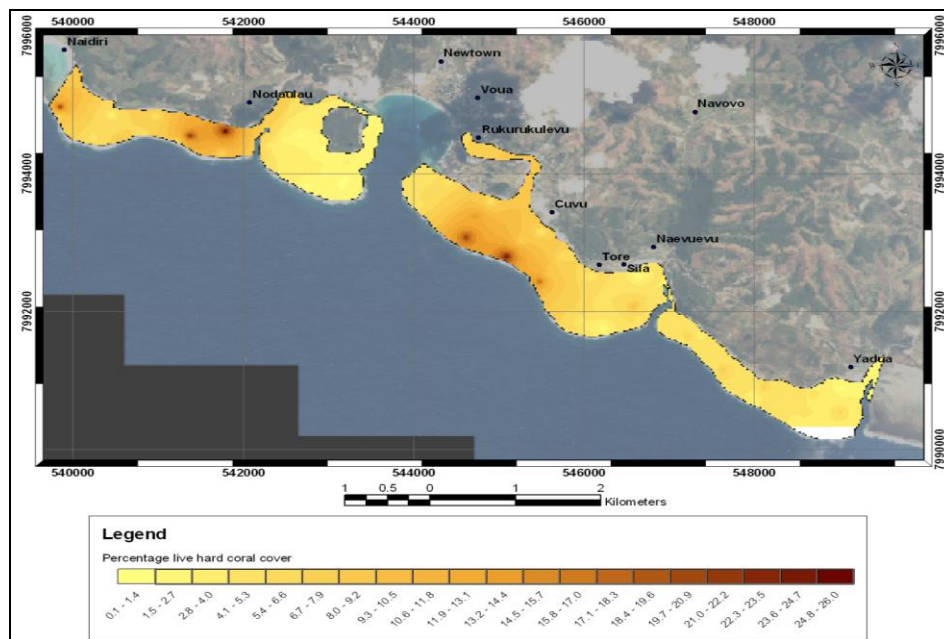 540000 542000 544000 546000 548000
7996000 7996000
Naidiri
Newtown
Nodaulau
Voua
Navovo
Rukurukulevu
7994000 7994000
Cuvu
Naevuevu
Tore
Sila
7992000 7992000
Yadua
7990000 7990000
540000 542000 544000 546000 548000
1 0.5 0 1 2
Kilometers
Legend
Percentage live hard coral cover
0.1 - 1.4
1.5 - 2.7
2.8 - 4.0
4.1 - 5.3
5.4 - 6.6
6.7 - 7.9
8.0 - 9.2
9.3 - 10.5
10.6 - 11.8
11.9 - 13.1
13.2 - 14.4
14.5 - 15.7
15.8 - 17.0
17.1 - 18.3
18.4 - 19.6
19.7 - 20.9
21.0 - 22.2
22.3 - 23.5
23.6 - 24.7
24.8 - 26.0